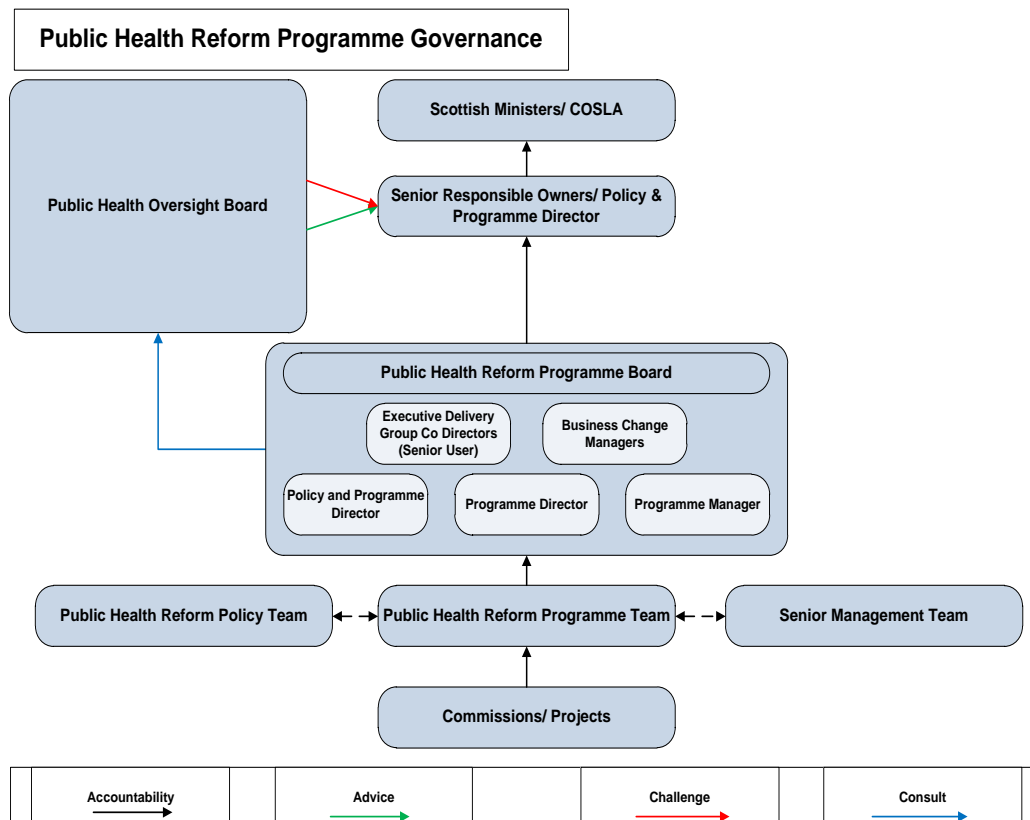 Public Health Reform Programme Governance
Scottish Ministers/ COSLA
Public Health Oversight Board
Senior Responsible Owners/ Policy &
Programme Director
Public Health Reform Programme Board
Executive Delivery
Group Co Directors
(Senior User)
Business Change
Managers
Policy and Programme
Director
Programme Director
Programme Manager
Public Health Reform Policy Team
Public Health Reform Programme Team
Senior Management Team
Commissions/ Projects
Accountability
Advice
Challenge
Consult